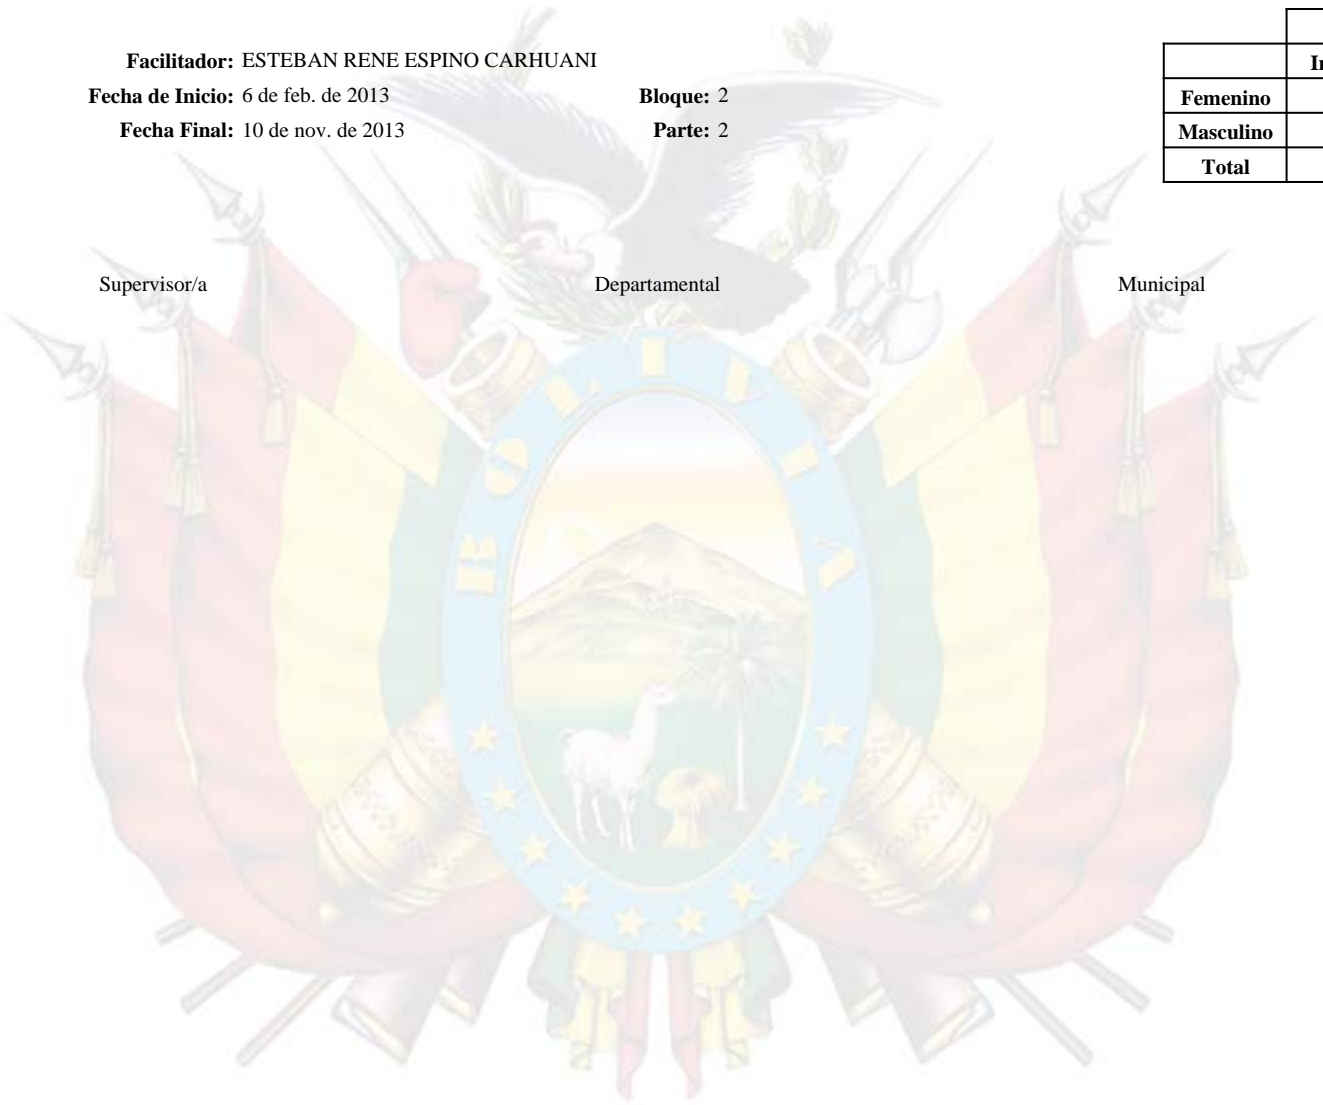 Facilitador: ESTEBAN RENE ESPINO CARHUANI
Fecha de Inicio: 6 de feb. de 2013 Bloque: 2
Fecha Final: 10 de nov. de 2013 Parte: 2
Femenino
Masculino
Total
Supervisor/a Departamental Municipal
BOLIVIA